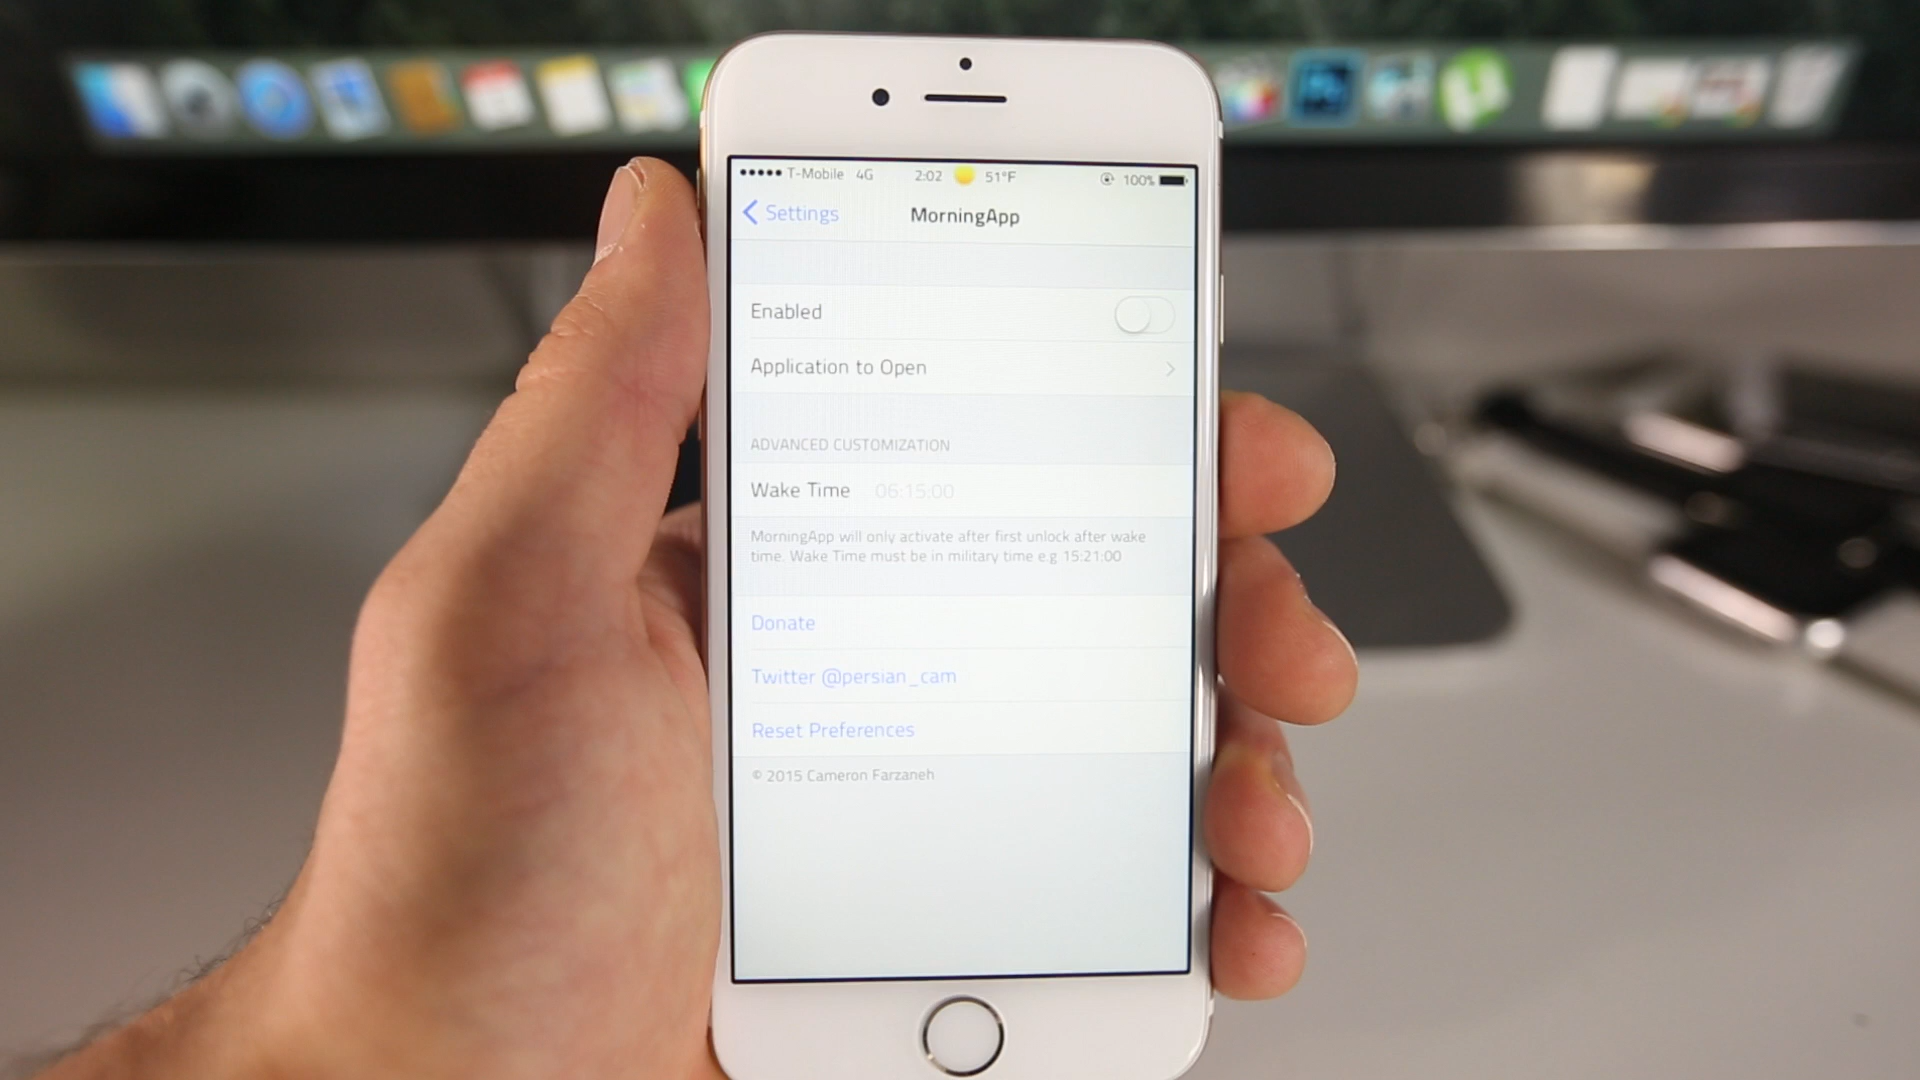 T-Mobile 4G 2:02 51°F 100%
Settings MorningApp
Enabled
Application to Open
ADVANCED CUSTOMIZATION
Wake Time 06:15:00
MorningApp will only activate after first unlock after wake
time. Wake Time must be in military time e.g 15:21:00
Donate
Twitter @persian_cam
Reset Preferences
© 2015 Cameron Farzaneh